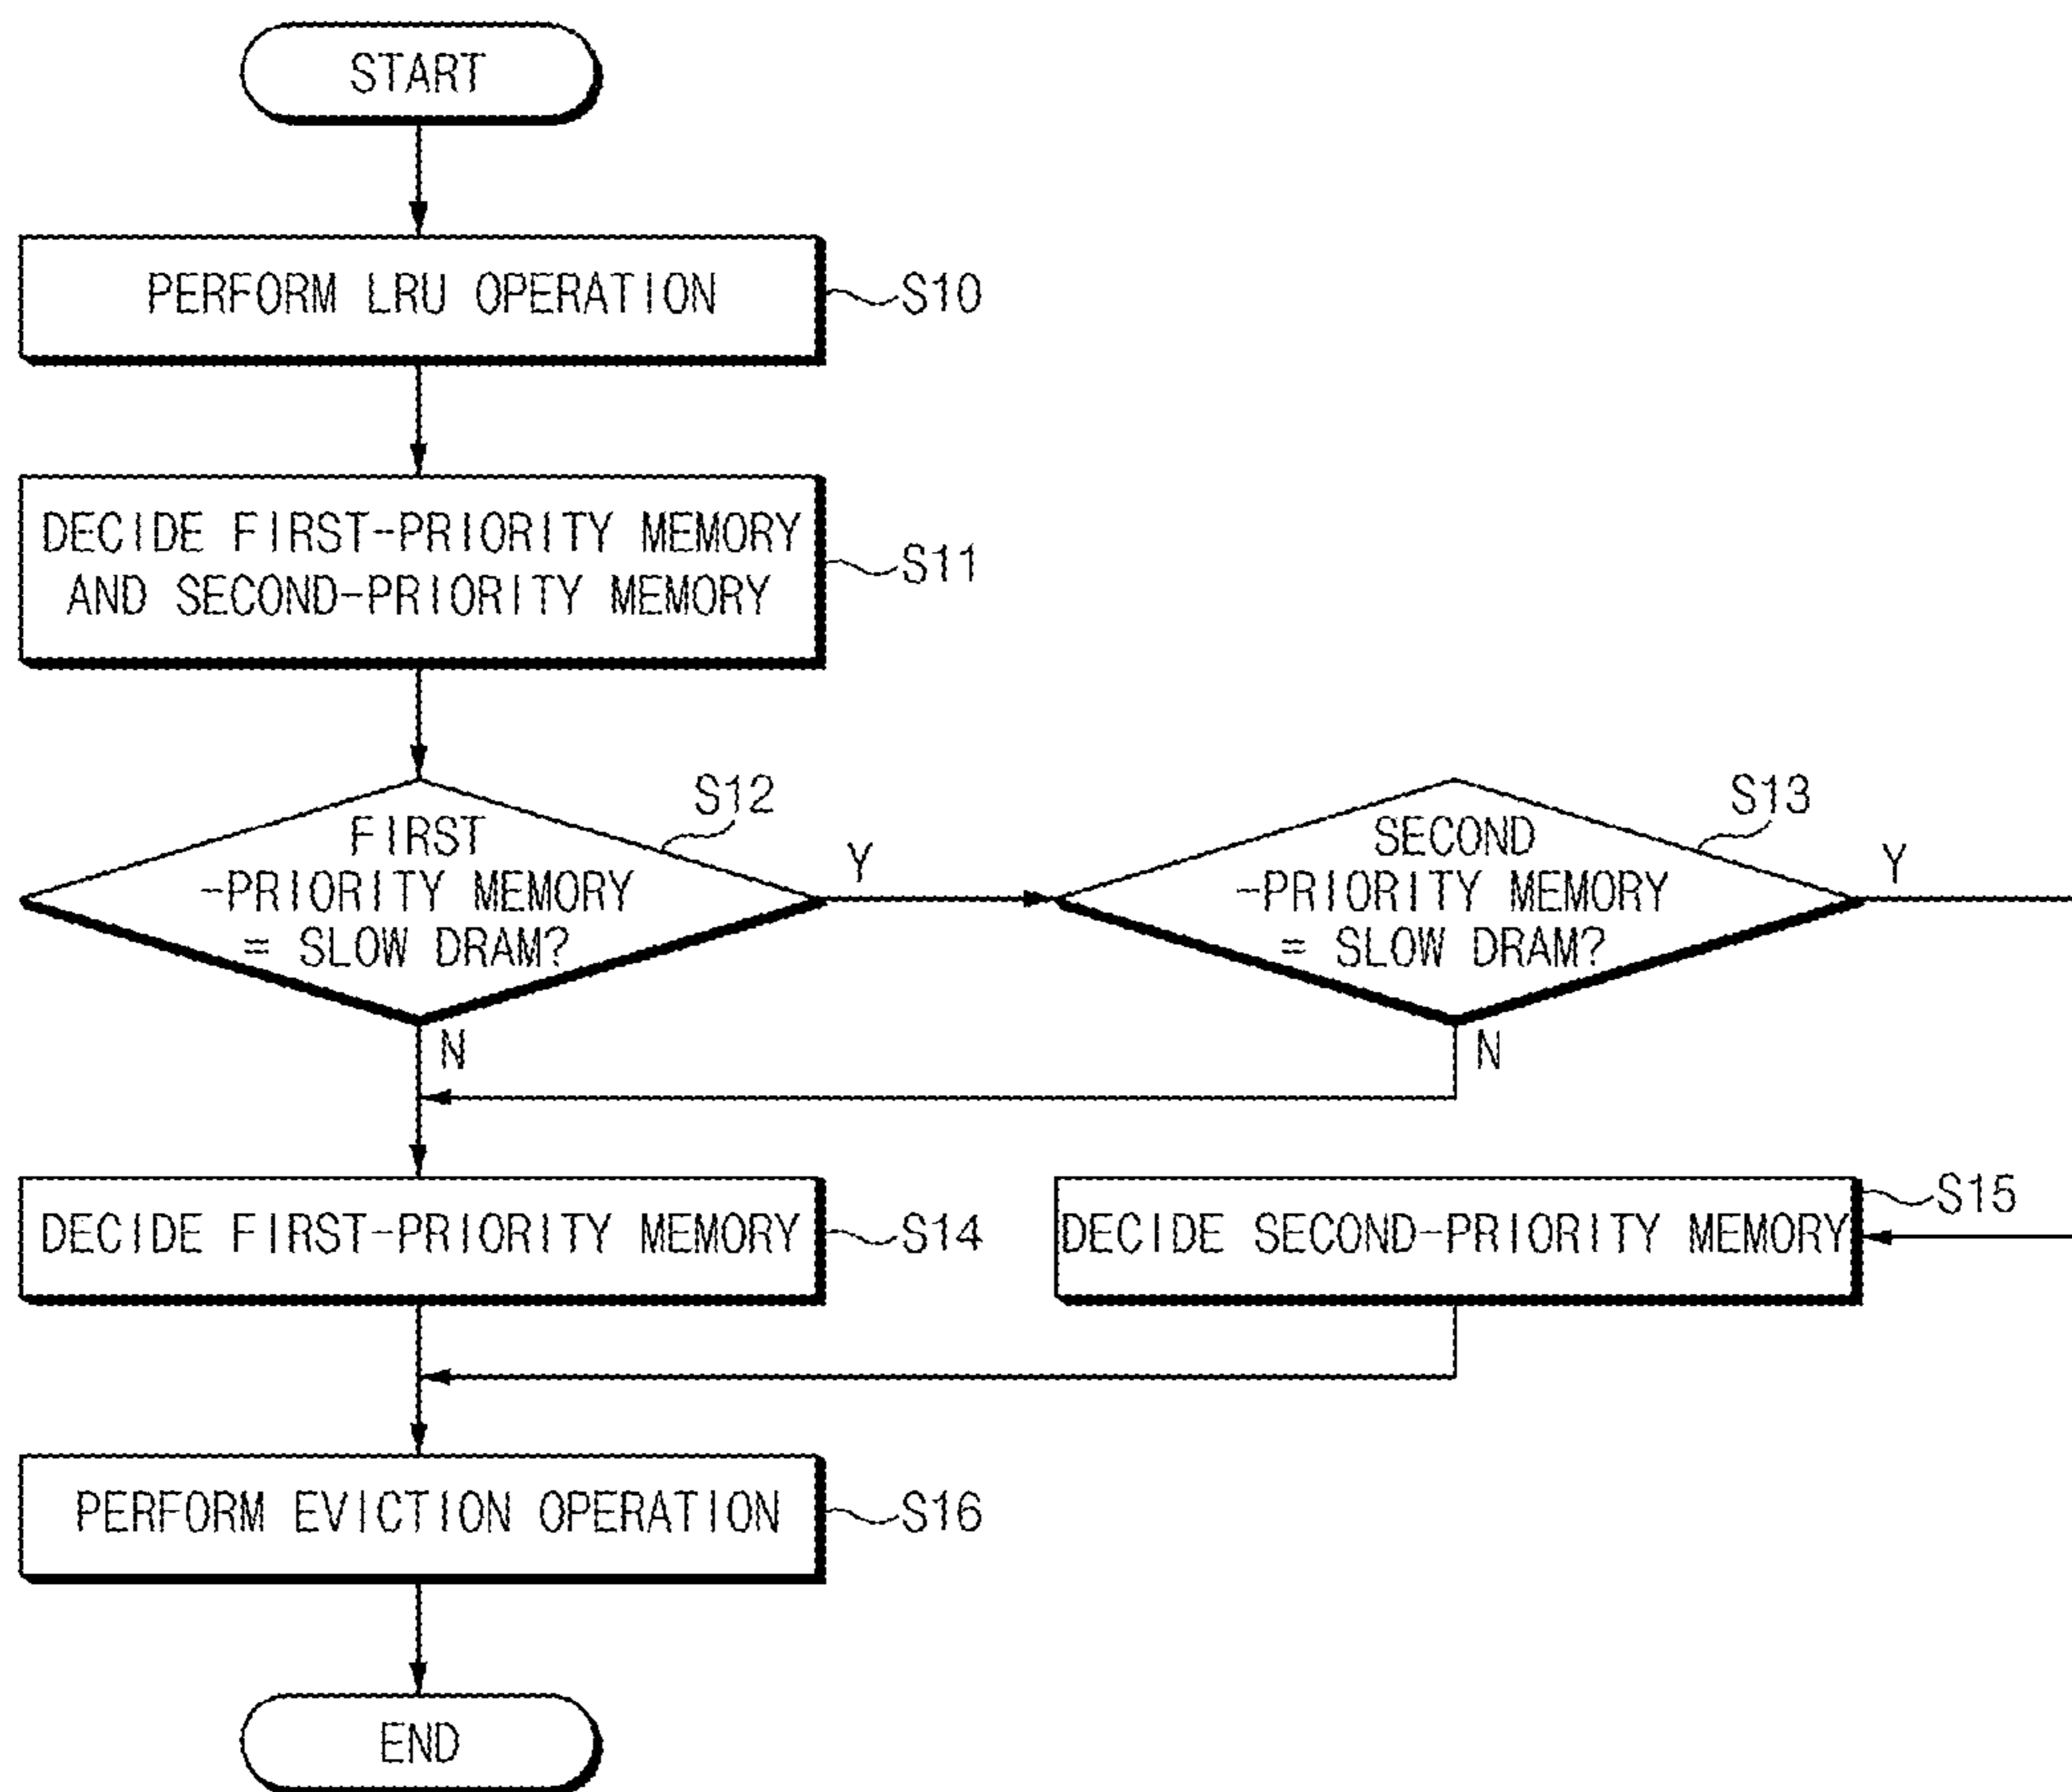 START
PERFORM LRU OPERATION
S10
DECIDE FIRST-PRIORITY MEMORY
AND SECOND-PRIORITY MEMORY
S11
S12
FIRST
-PRIORITY MEMORY
= SLOW DRAM?
Y
N
S13
SECOND
-PRIORITY MEMORY
= SLOW DRAM?
Y
N
DECIDE FIRST-PRIORITY MEMORY
S14
DECIDE SECOND-PRIORITY MEMORY
S15
PERFORM EVICTION OPERATION
S16
END